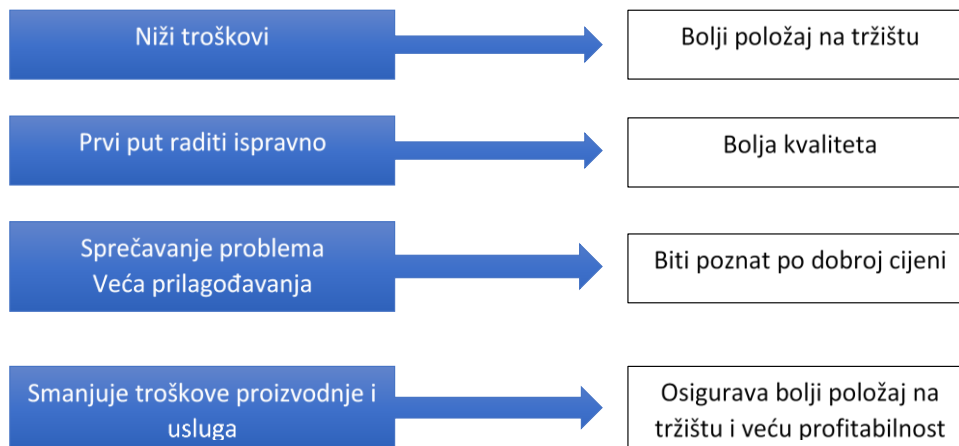 Niži troškovi
Bolji položaj na tržištu
Prvi put raditi ispravno
Bolja kvaliteta
Sprečavanje problema
Veća prilagođavanja
Biti poznat po dobroj cijeni
Smanjuje troškove proizvodnje i
usluga
Osigurava bolji položaj na
tržištu i veću profitabilnost